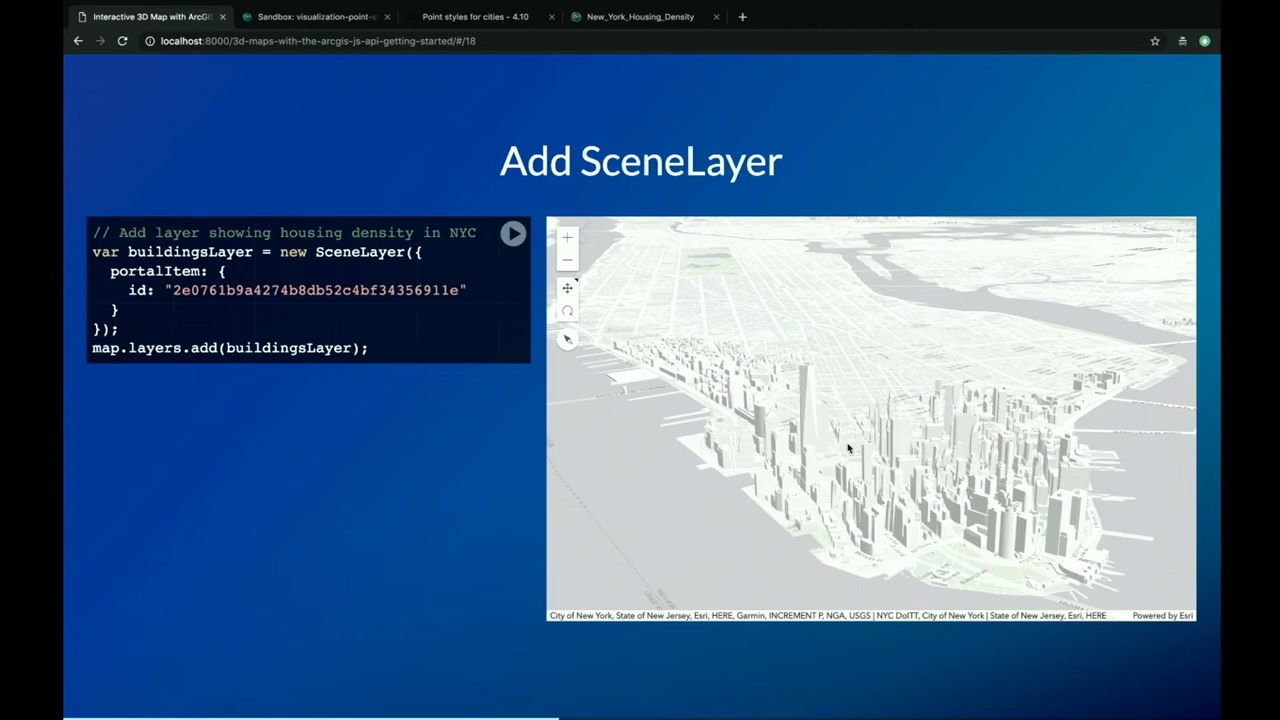 Interactive 3D Map with ArcGI
Sandbox: visualization-point-s
Point styles for cities - 4.10
New_York_Housing_Density
localhost:8000/3d-maps-with-the-arcgis-js-api-getting-started/#/18
Add SceneLayer
// Add layer showing housing density in NYC
var buildingsLayer = new SceneLayer({
portalItem: {
id: "2e0761b9a4274b8db52c4bf34356911e"
}
});
map.layers.add(buildingsLayer);
City of New York, State of New Jersey, Esri, HERE, Garmin, INCREMENT P, NGA, USGS | NYC DoITT, City of New York | State of New Jersey, Esri, HERE
Powered by Esri